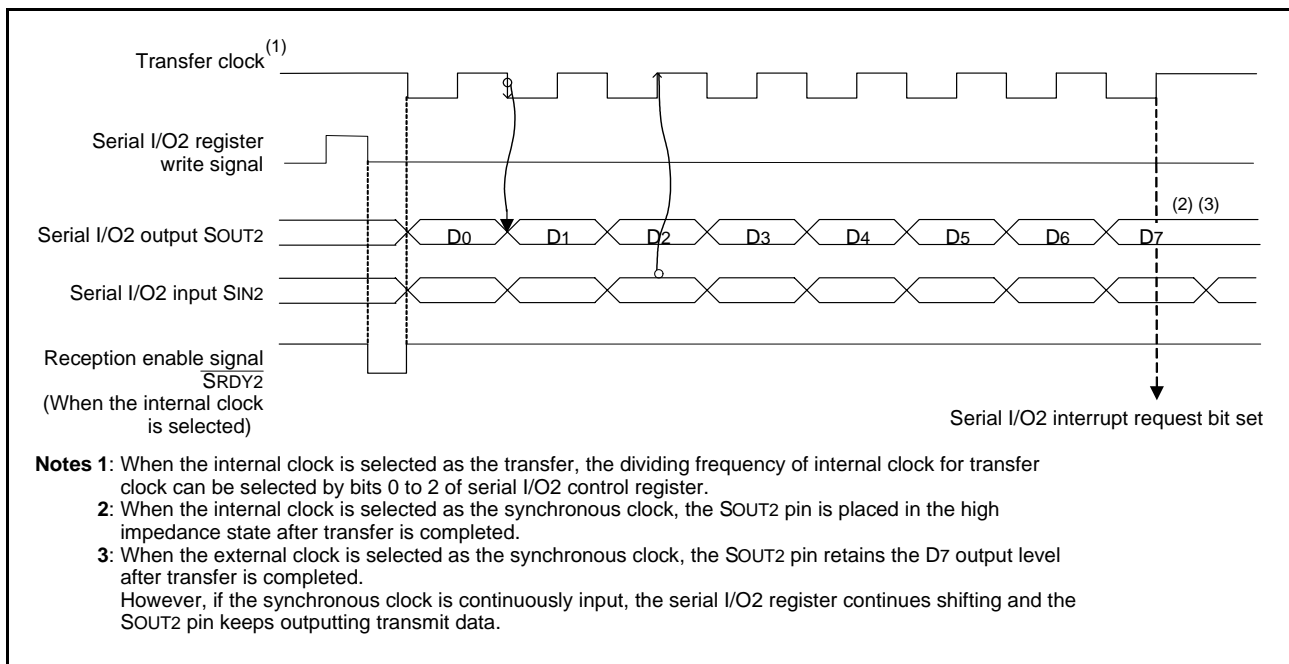 Transfer clock(1)
Serial I/O2 register
write signal
Serial I/O2 output SOUT2
D0 D1 D2 D3 D4 D5 D6 D7
(2) (3)
Serial I/O2 input SIN2
Reception enable signal
SRDY2
(When the internal clock
is selected)
Serial I/O2 interrupt request bit set
Notes 1: When the internal clock is selected as the transfer, the dividing frequency of internal clock for transfer
clock can be selected by bits 0 to 2 of serial I/O2 control register.
2: When the internal clock is selected as the synchronous clock, the SOUT2 pin is placed in the high
impedance state after transfer is completed.
3: When the external clock is selected as the synchronous clock, the SOUT2 pin retains the D7 output level
after transfer is completed.
However, if the synchronous clock is continuously input, the serial I/O2 register continues shifting and the
SOUT2 pin keeps outputting transmit data.